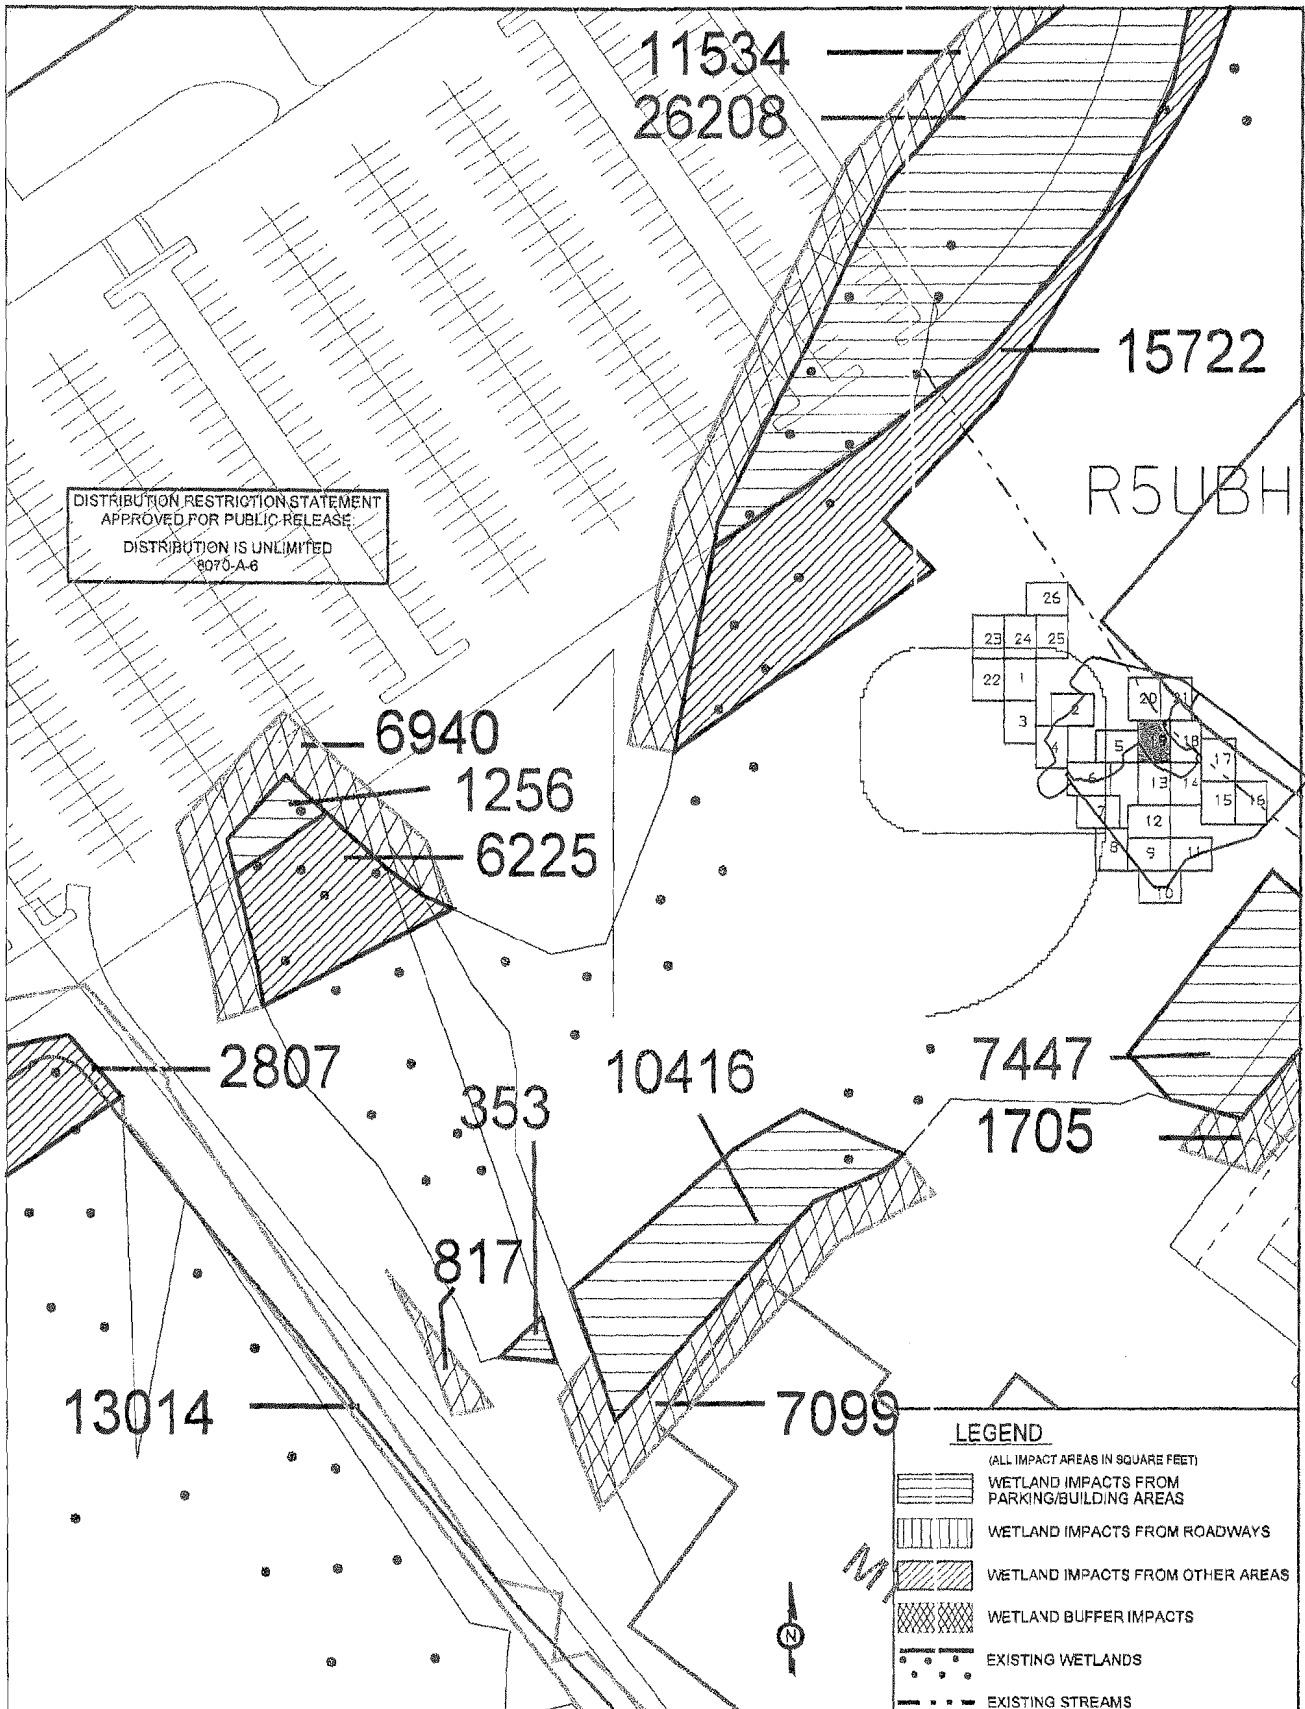 11534
26208
15722
R5UBH
DISTRIBUTION RESTRICTION STATEMENT
APPROVED FOR PUBLIC RELEASE
DISTRIBUTION IS UNLIMITED
8070-A-6
26
23 24 25
22 1
20 21
2
3
4 5 19 18
17
6 13 14
15 16
7
12
8 9 11
10
6940
1256
6225
2807
353
10416
7447
1705
817
13014
7099
LEGEND
(ALL IMPACT AREAS IN SQUARE FEET)
WETLAND IMPACTS FROM
PARKING/BUILDING AREAS
WETLAND IMPACTS FROM ROADWAYS
WETLAND IMPACTS FROM OTHER AREAS
WETLAND BUFFER IMPACTS
EXISTING WETLANDS
EXISTING STREAMS
N